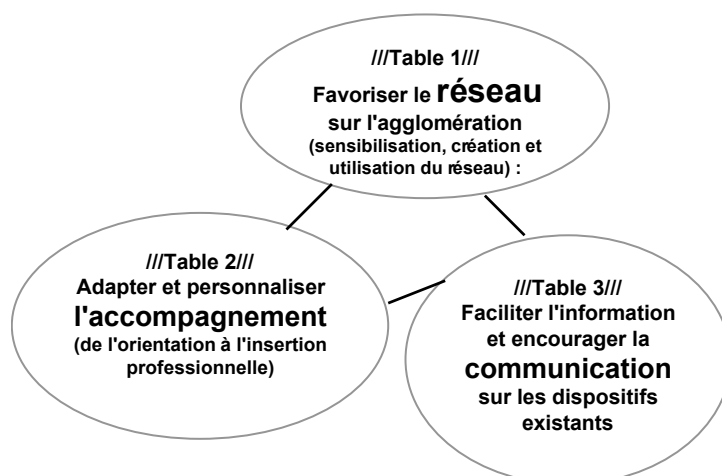 ///Table 1///
Favoriser le réseau
sur l'agglomération
(sensibilisation, création et
utilisation du réseau) :
///Table 2///
Adapter et personnaliser
l'accompagnement
(de l'orientation à l'insertion
professionnelle)
///Table 3///
Faciliter l'information
et encourager la
communication
sur les dispositifs
existants